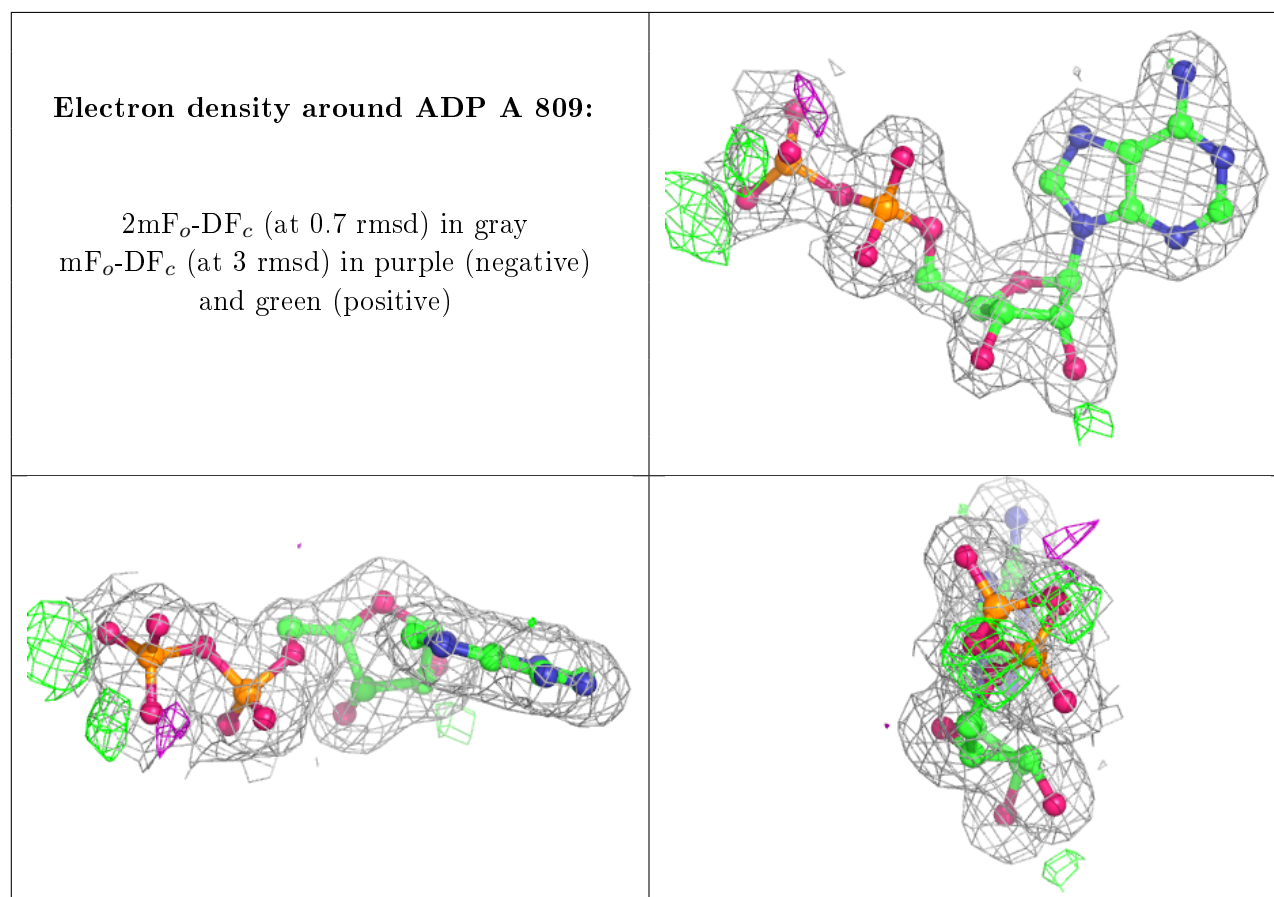 Electron density around ADP A 809:
2mFo-DFc (at 0.7 rmsd) in gray
mFo-DFc (at 3 rmsd) in purple (negative)
and green (positive)